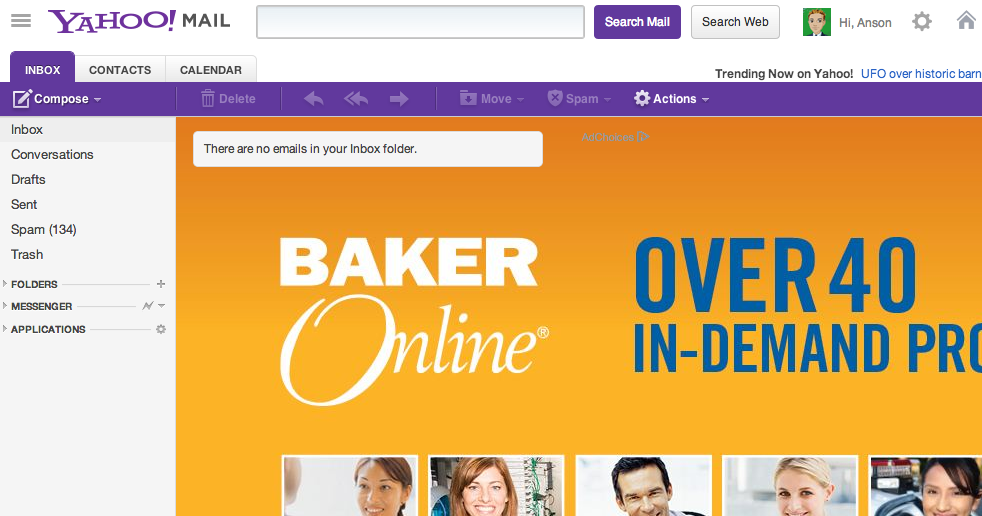 YAHOO! MAIL
Search Mail
Search Web
Hi, Anson
INBOX
CONTACTS
CALENDAR
Trending Now on Yahoo! UFO over historic barn
Compose
Delete
Move
Spam
Actions
Inbox
Conversations
Drafts
Sent
Spam (134)
Trash
FOLDERS
MESSENGER
APPLICATIONS
There are no emails in your Inbox folder.
AdChoices
BAKER
Online®
OVER 40
IN-DEMAND PRO